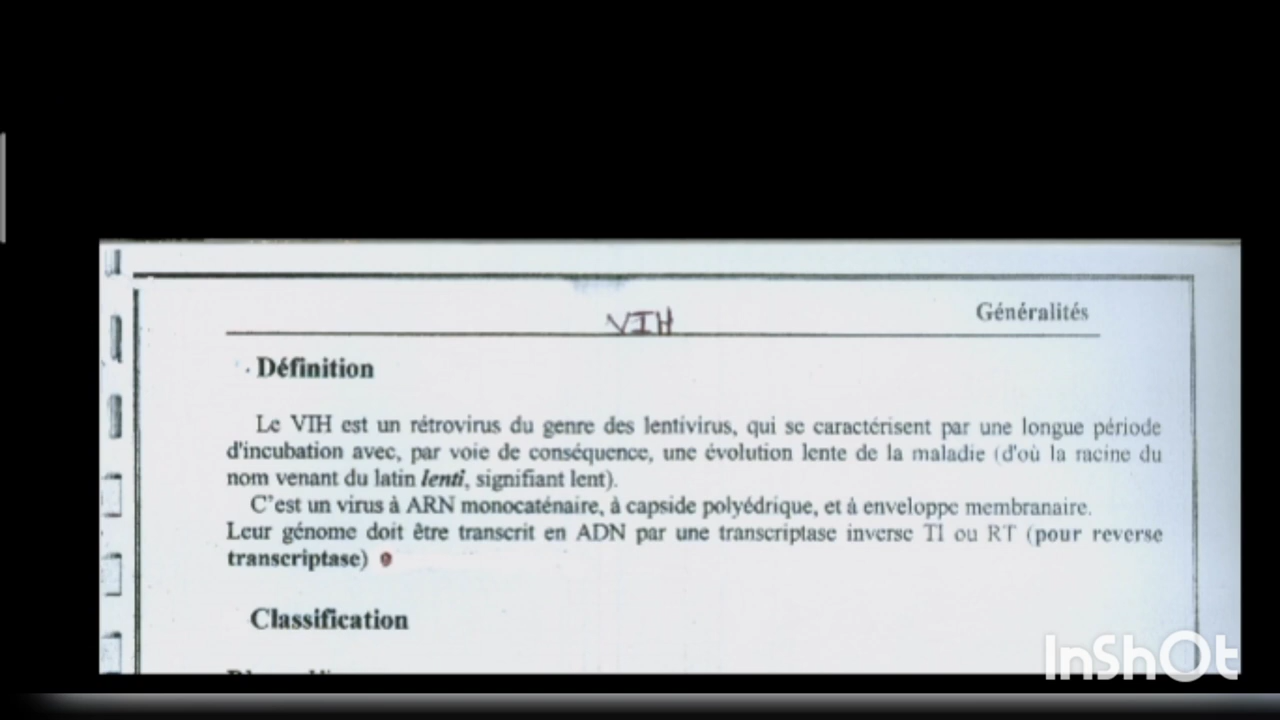 VIH
Généralités
Définition
Le VIH est un rétrovirus du genre des lentivirus, qui se caractérisent par une longue période
d'incubation avec, par voie de conséquence, une évolution lente de la maladie (d'où la racine du
nom venant du latin lenti, signifiant lent).
C'est un virus à ARN monocaténaire, à capside polyédrique, et à enveloppe membranaire.
Leur génome doit être transcrit en ADN par une transcriptase inverse TI ou RT (pour reverse
transcriptase)
Classification
InShOt